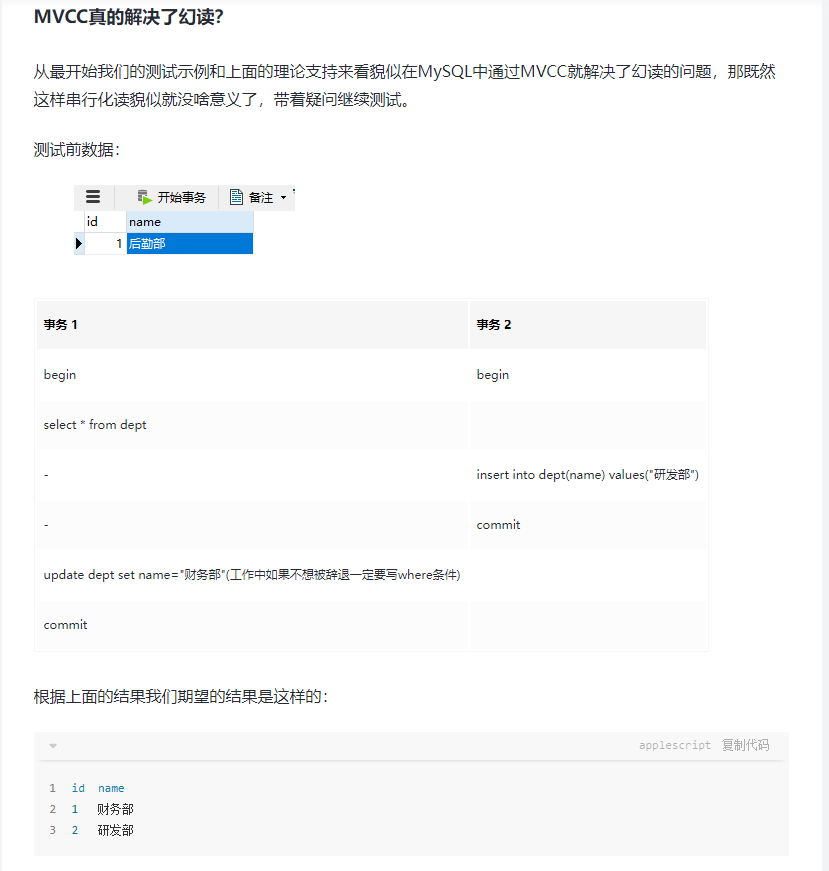 MVCC真的解决了幻读?
从最开始我们的测试示例和上面的理论支持来看貌似在MySQL中通过MVCC就解决了幻读的问题，那既然
这样串行化读貌似就没啥意义了，带着疑问继续测试。
测试前数据：
开始事务 备注
id name
1 后勤部
事务 1 事务 2
begin begin
select * from dept
- insert into dept(name) values("研发部")
- commit
update dept set name="财务部"(工作中如果不想被辞退一定要写where条件)
commit
根据上面的结果我们期望的结果是这样的：
applescript 复制代码
1 id name
2 1 财务部
3 2 研发部